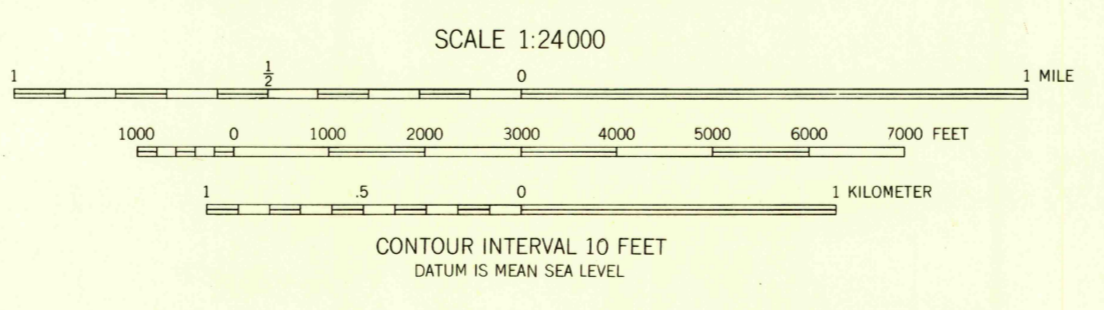 SCALE 1:24000
1 1/2 0 1 MILE
1000 0 1000 2000 3000 4000 5000 6000 7000 FEET
1 .5 0 1 KILOMETER
CONTOUR INTERVAL 10 FEET
DATUM IS MEAN SEA LEVEL